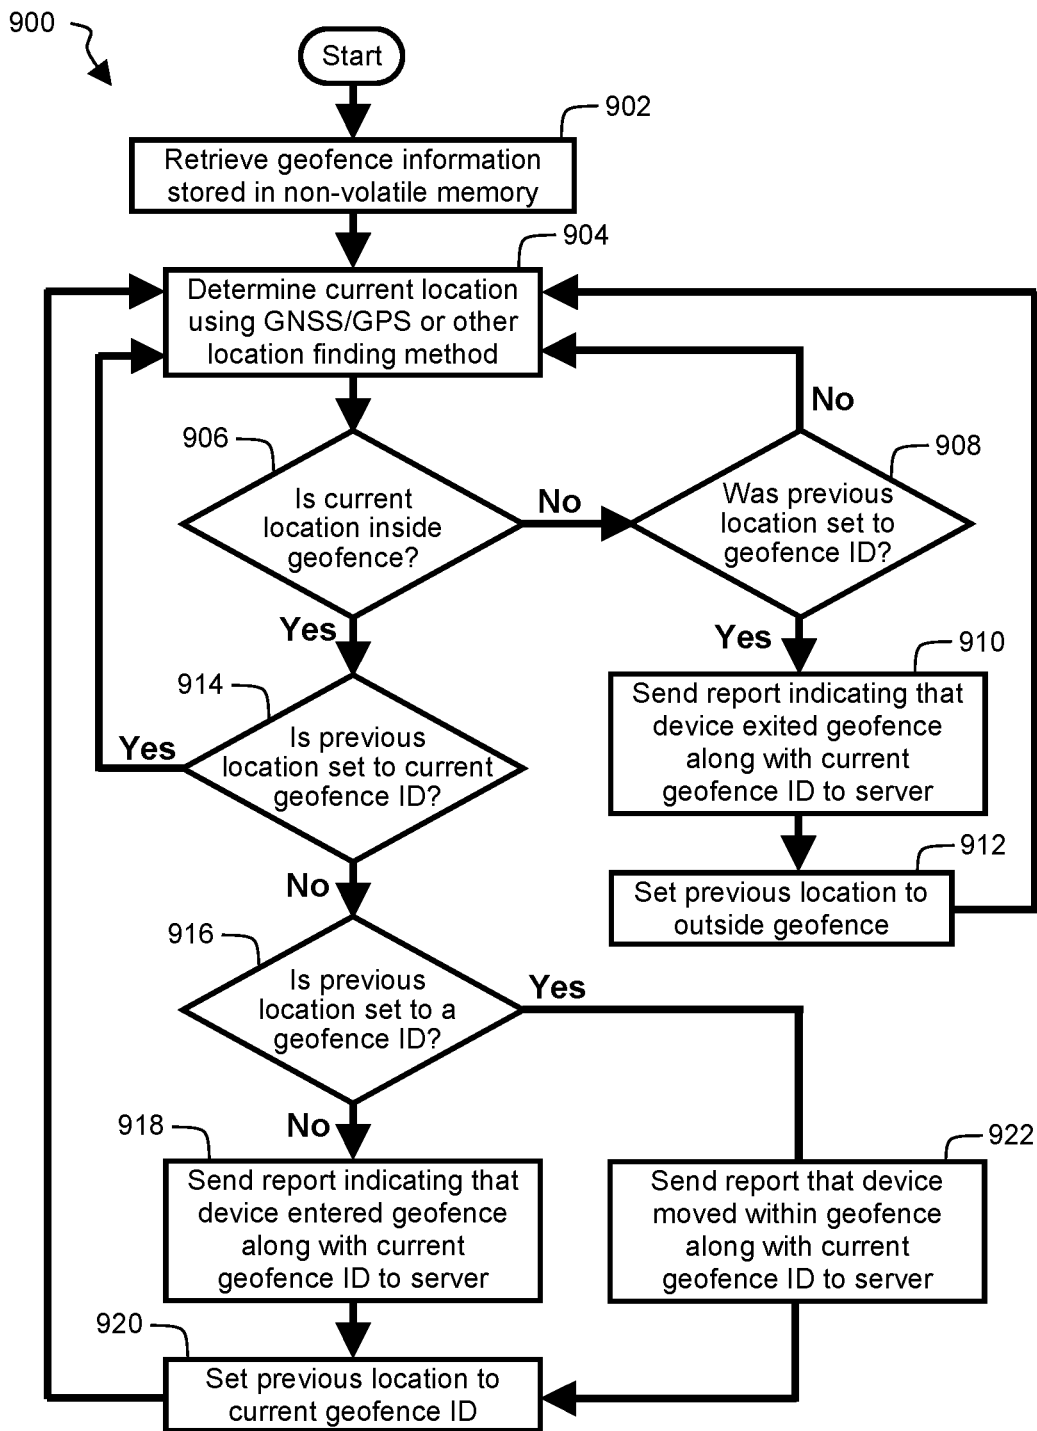 900
Start
902
Retrieve geofence information
stored in non-volatile memory
904
Determine current location
using GNSS/GPS or other
location finding method
No
906
Is current
location inside
geofence?
No
908
Was previous
location set to
geofence ID?
Yes
Yes
910
Send report indicating that
device exited geofence
along with current
geofence ID to server
914
Yes
Is previous
location set to current
geofence ID?
912
Set previous location to
outside geofence
No
916
Is previous
location set to a
geofence ID?
Yes
No
918
Send report indicating that
device entered geofence
along with current
geofence ID to server
922
Send report that device
moved within geofence
along with current
geofence ID to server
920
Set previous location to
current geofence ID